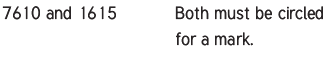 7610 and 1615 Both must be circled
for a mark.